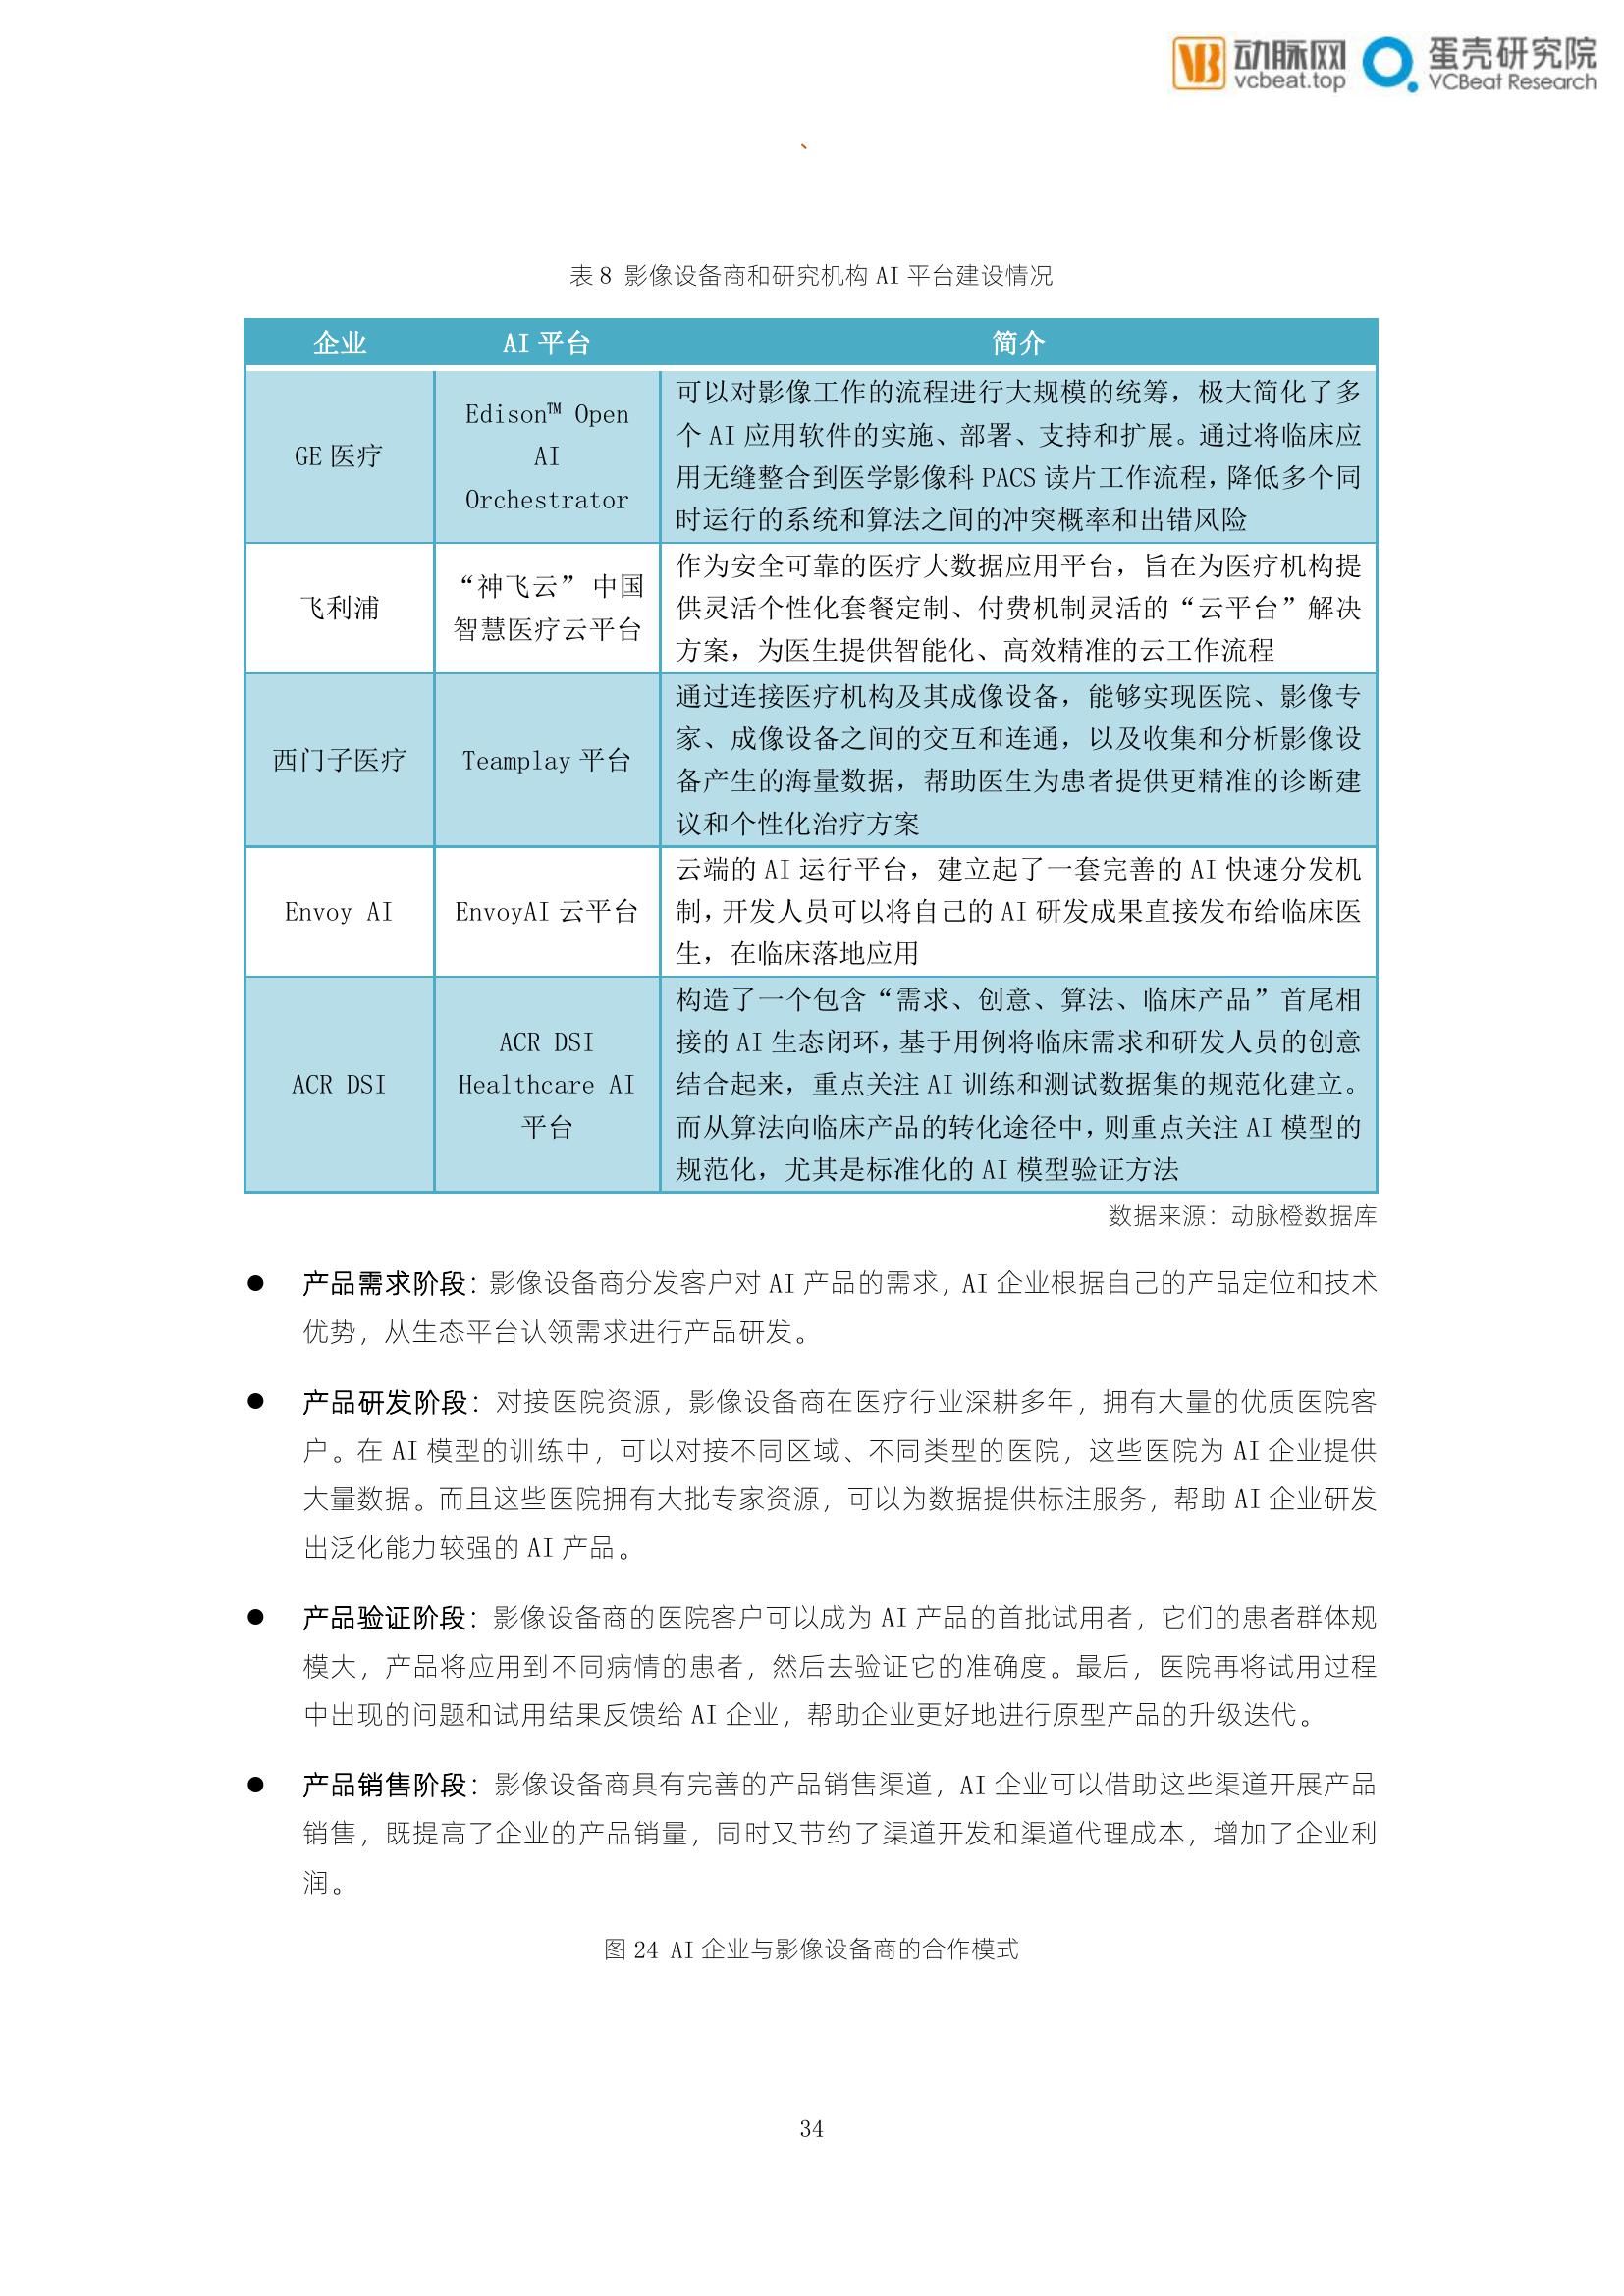 动脉网
vcbeat.top
蛋壳研究院
VCBeat Research
、
表 8 影像设备商和研究机构 AI 平台建设情况
企业 AI 平台 简介
GE 医疗
Edison™ Open
AI
Orchestrator
可以对影像工作的流程进行大规模的统筹，极大简化了多
个 AI 应用软件的实施、部署、支持和扩展。通过将临床应
用无缝整合到医学影像科 PACS 读片工作流程，降低多个同
时运行的系统和算法之间的冲突概率和出错风险
飞利浦
“神飞云” 中国
智慧医疗云平台
作为安全可靠的医疗大数据应用平台，旨在为医疗机构提
供灵活个性化套餐定制、付费机制灵活的“云平台”解决
方案，为医生提供智能化、高效精准的云工作流程
西门子医疗
Teamplay 平台
通过连接医疗机构及其成像设备，能够实现医院、影像专
家、成像设备之间的交互和连通，以及收集和分析影像设
备产生的海量数据，帮助医生为患者提供更精准的诊断建
议和个性化治疗方案
Envoy AI
EnvoyAI 云平台
云端的 AI 运行平台，建立起了一套完善的 AI 快速分发机
制，开发人员可以将自己的 AI 研发成果直接发布给临床医
生，在临床落地应用
ACR DSI
ACR DSI
Healthcare AI
平台
构造了一个包含“需求、创意、算法、临床产品”首尾相
接的 AI 生态闭环，基于用例将临床需求和研发人员的创意
结合起来，重点关注 AI 训练和测试数据集的规范化建立。
而从算法向临床产品的转化途径中，则重点关注 AI 模型的
规范化，尤其是标准化的 AI 模型验证方法
数据来源：动脉橙数据库
● 产品需求阶段：影像设备商分发客户对 AI 产品的需求，AI 企业根据自己的产品定位和技术
优势，从生态平台认领需求进行产品研发。
● 产品研发阶段：对接医院资源，影像设备商在医疗行业深耕多年，拥有大量的优质医院客
户。在 AI 模型的训练中，可以对接不同区域、不同类型的医院，这些医院为 AI 企业提供
大量数据。而且这些医院拥有大批专家资源，可以为数据提供标注服务，帮助 AI 企业研发
出泛化能力较强的 AI 产品。
● 产品验证阶段：影像设备商的医院客户可以成为 AI 产品的首批试用者，它们的患者群体规
模大，产品将应用到不同病情的患者，然后去验证它的准确度。最后，医院再将试用过程
中出现的问题和试用结果反馈给 AI 企业，帮助企业更好地进行原型产品的升级迭代。
● 产品销售阶段：影像设备商具有完善的产品销售渠道，AI 企业可以借助这些渠道开展产品
销售，既提高了企业的产品销量，同时又节约了渠道开发和渠道代理成本，增加了企业利
润。
图 24 AI 企业与影像设备商的合作模式
34